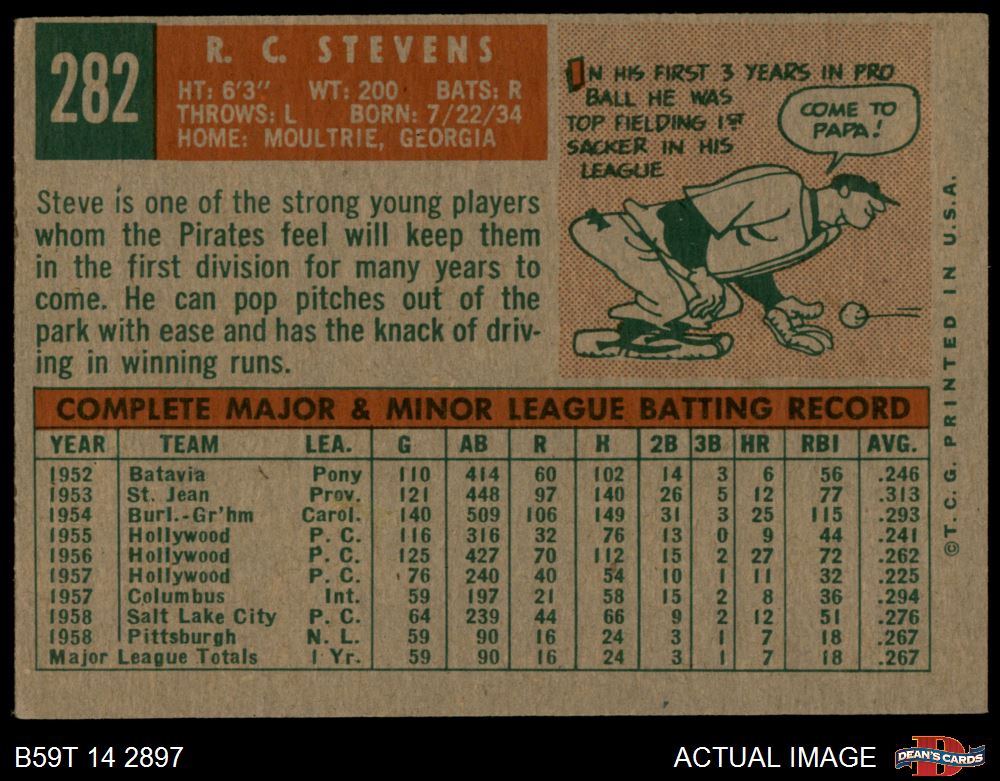 282
R. C. STEVENS
HT: 6'3" WT: 200 BATS: R
THROWS: L BORN: 7/22/34
HOME: MOULTRIE, GEORGIA
IN HIS FIRST 3 YEARS IN PRO
BALL HE WAS
TOP FIELDING 1ST
SACKER IN HIS
LEAGUE
COME TO
PAPA!
Steve is one of the strong young players
whom the Pirates feel will keep them
in the first division for many years to
come. He can pop pitches out of the
park with ease and has the knack of driv-
ing in winning runs.
©T.C.G. PRINTED IN U.S.A.
COMPLETE MAJOR & MINOR LEAGUE BATTING RECORD
YEAR TEAM LEA. G AB R H 2B 3B HR RBI AVG.
1952 Batavia Pony 110 414 60 102 14 3 6 56 .246
1953 St. Jean Prov. 121 448 97 140 26 5 12 77 .313
1954 Burl.-Gr'hm Carol. 140 509 106 149 31 3 25 115 .293
1955 Hollywood P. C. 116 316 32 76 13 0 9 44 .241
1956 Hollywood P. C. 125 427 70 112 15 2 27 72 .262
1957 Hollywood P. C. 76 240 40 54 10 1 11 32 .225
1957 Columbus Int. 59 197 21 58 15 2 8 36 .294
1958 Salt Lake City P. C. 64 239 44 66 9 2 12 51 .276
1958 Pittsburgh N. L. 59 90 16 24 3 1 7 18 .267
Major League Totals 1 Yr. 59 90 16 24 3 1 7 18 .267
B59T 14 2897
ACTUAL IMAGE
D
DEAN'S CARDS